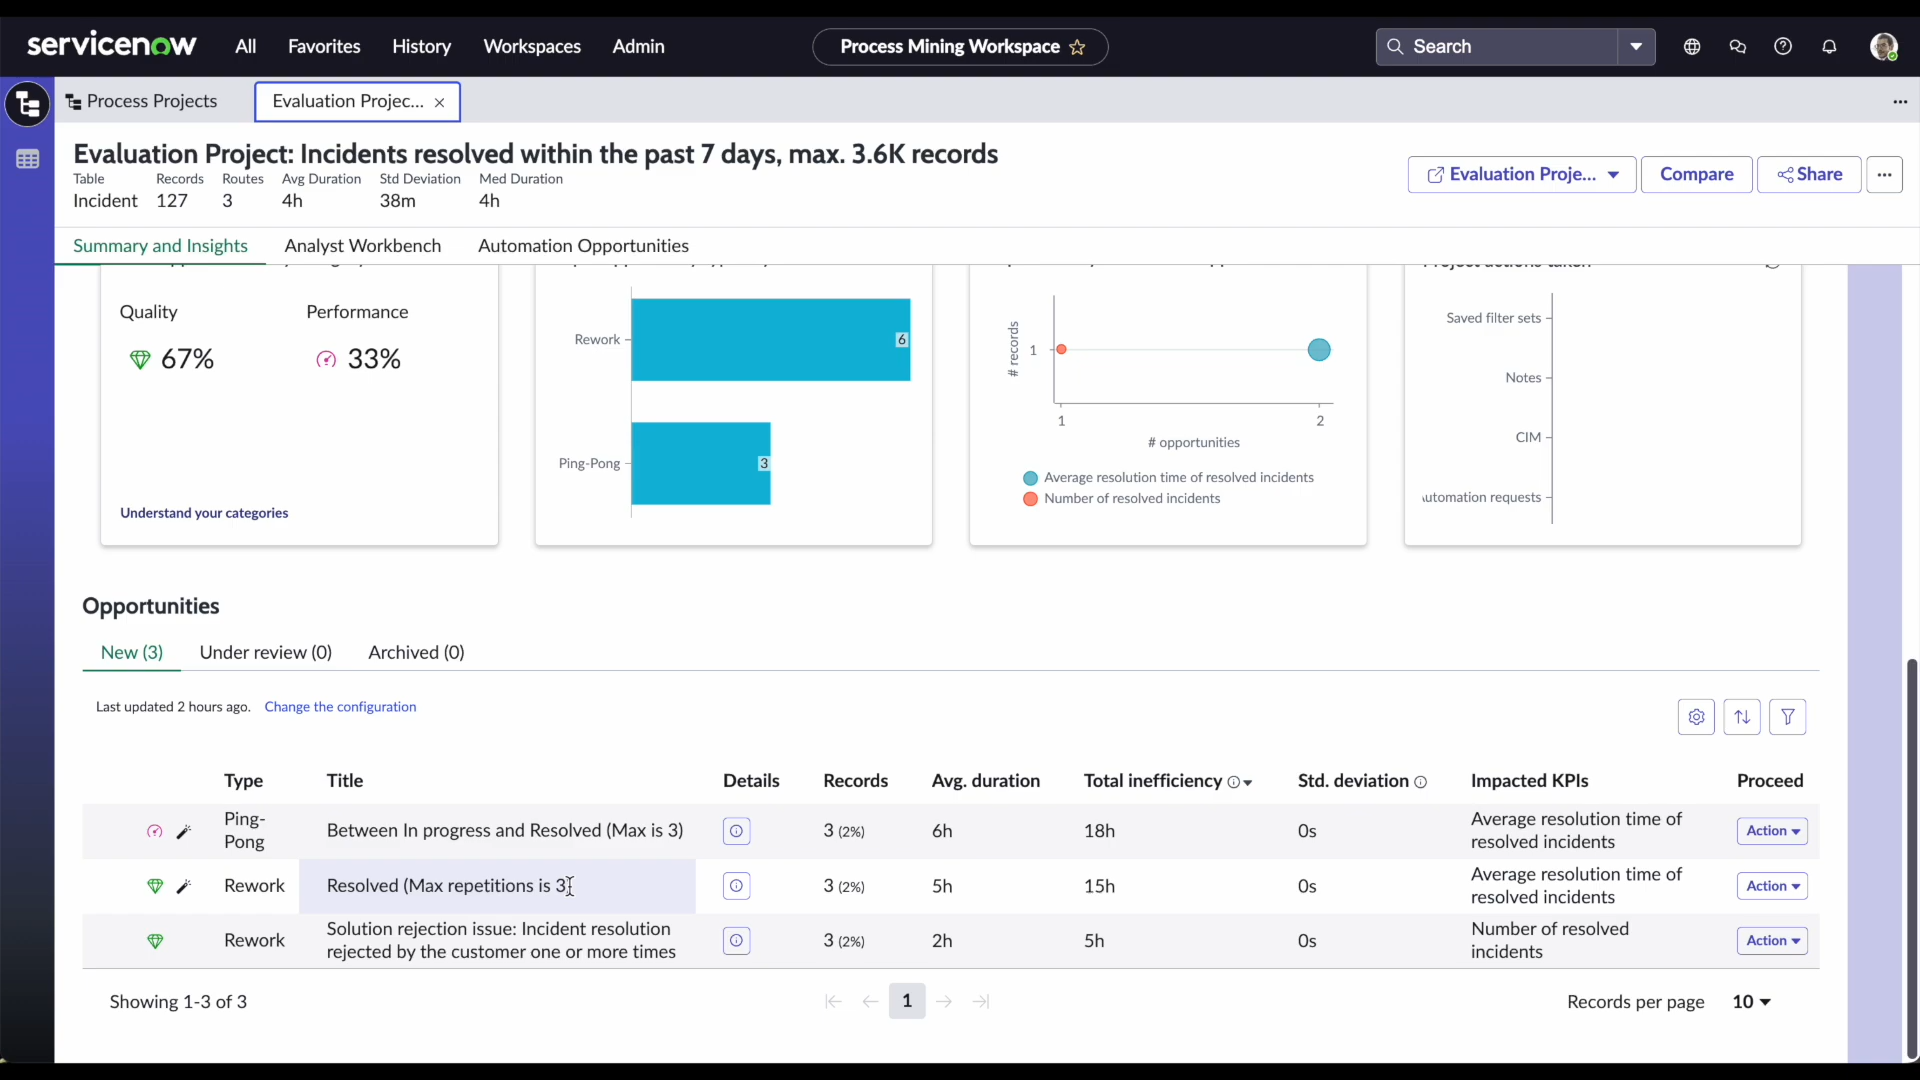 servicenow All Favorites History Workspaces Admin Process Mining Workspace Search
Process Projects Evaluation Projec...
Evaluation Project: Incidents resolved within the past 7 days, max. 3.6K records
Table Records Routes Avg Duration Std Deviation Med Duration
Incident 127 3 4h 38m 4h
Evaluation Proje... Compare Share
Summary and Insights Analyst Workbench Automation Opportunities
Quality Performance
67% 33%
Understand your categories
Rework 6
Ping-Pong 3
# records
1
1 2
# opportunities
Average resolution time of resolved incidents
Number of resolved incidents
Project actions taken
Saved filter sets
Notes
CIM
utomation requests
Opportunities
New (3) Under review (0) Archived (0)
Last updated 2 hours ago. Change the configuration
Type Title Details Records Avg. duration Total inefficiency Std. deviation Impacted KPIs Proceed
Ping-
Pong
Between In progress and Resolved (Max is 3) 3 (2%) 6h 18h 0s
Average resolution time of
resolved incidents
Action
Rework Resolved (Max repetitions is 3) 3 (2%) 5h 15h 0s
Average resolution time of
resolved incidents
Action
Rework
Solution rejection issue: Incident resolution
rejected by the customer one or more times
3 (2%) 2h 5h 0s
Number of resolved
incidents
Action
Showing 1-3 of 3 1 Records per page 10